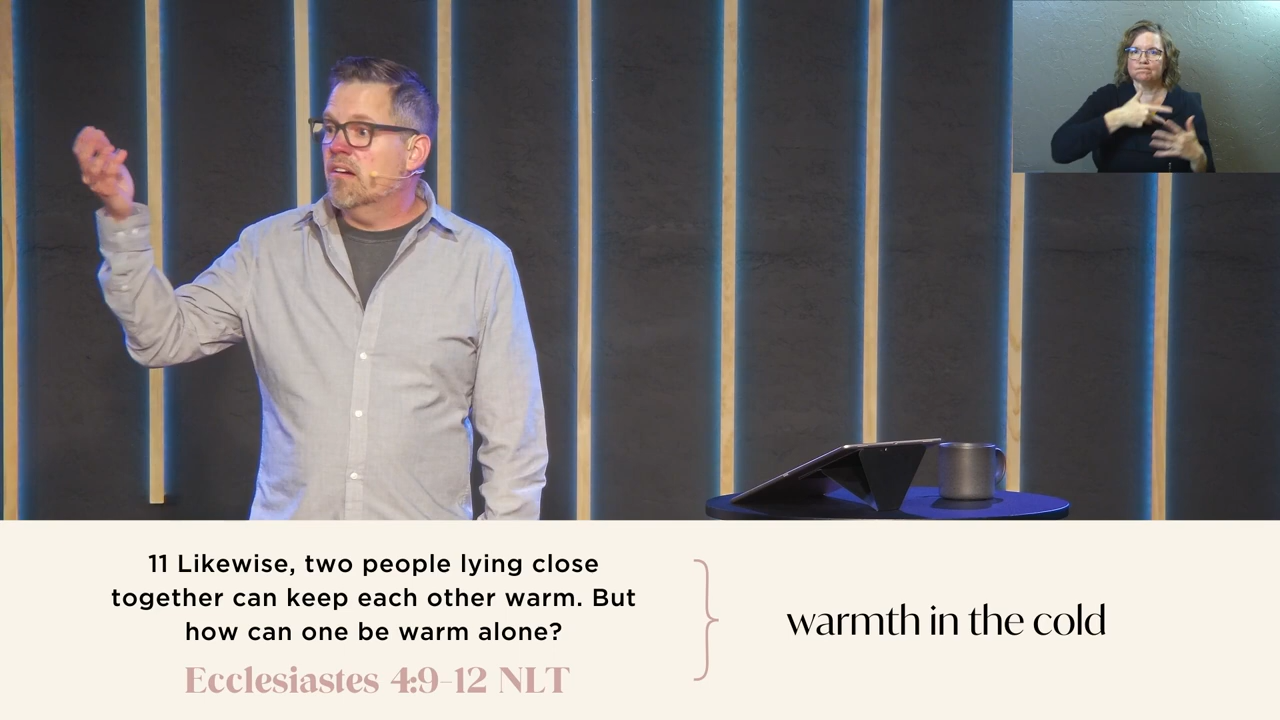 11 Likewise, two people lying close
together can keep each other warm. But
how can one be warm alone?
Ecclesiastes 4:9-12 NLT
warmth in the cold